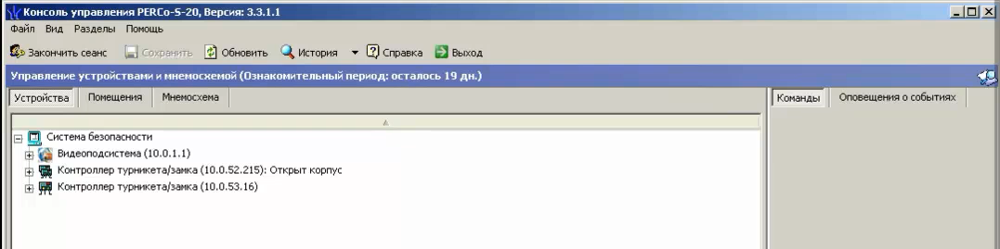 Консоль управления PERCo-S-20, Версия: 3.3.1.1
Файл Вид Разделы Помощь
Закончить сеанс Сохранить Обновить История Справка Выход
Управление устройствами и мнемосхемой (Ознакомительный период: осталось 19 дн.)
Устройства Помещения Мнемосхема Команды Оповещения о событиях
Система безопасности
Видеоподсистема (10.0.1.1)
Контроллер турникета/замка (10.0.52.215): Открыт корпус
Контроллер турникета/замка (10.0.53.16)